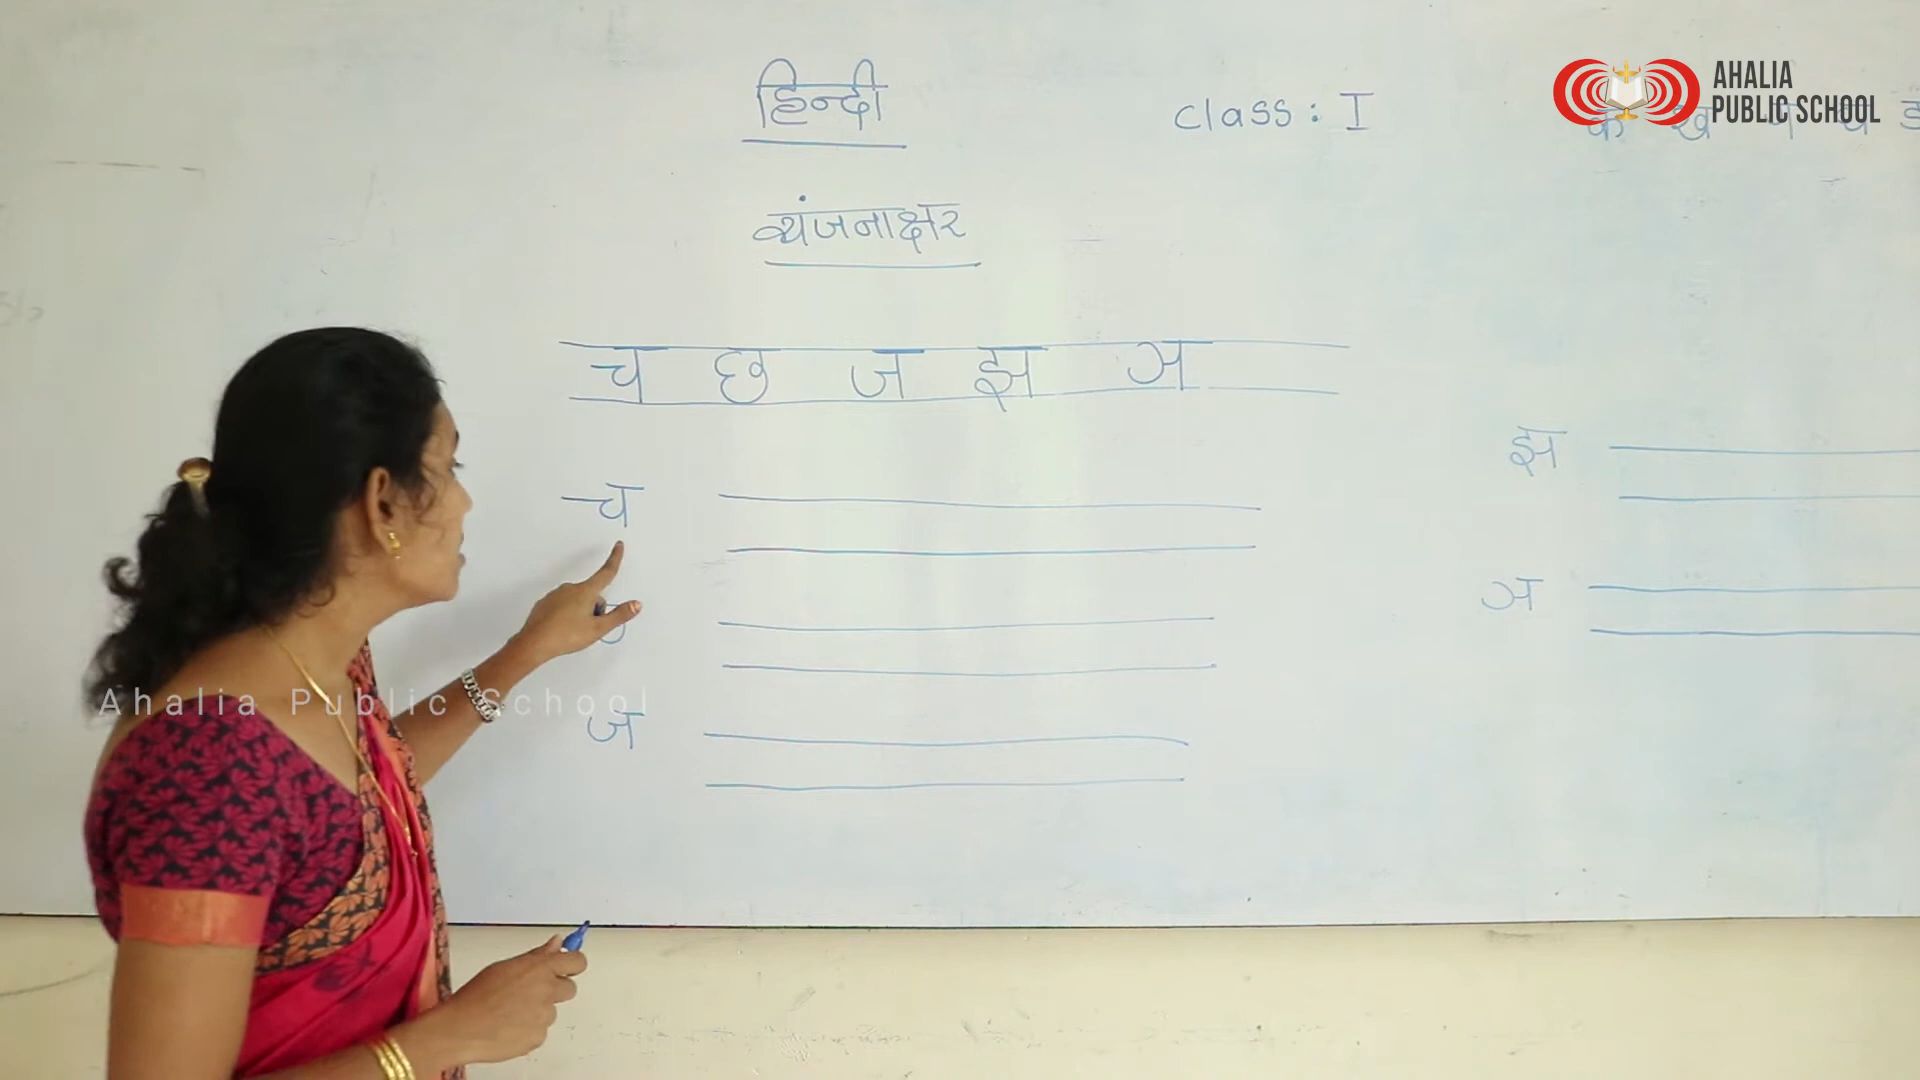 हिन्दी
class: I
AHALIA
PUBLIC SCHOOL
क ख ग घ ङ
व्यंजनाक्षर
च छ ज झ ञ
च
ज
झ
ञ
Ahalia Public School